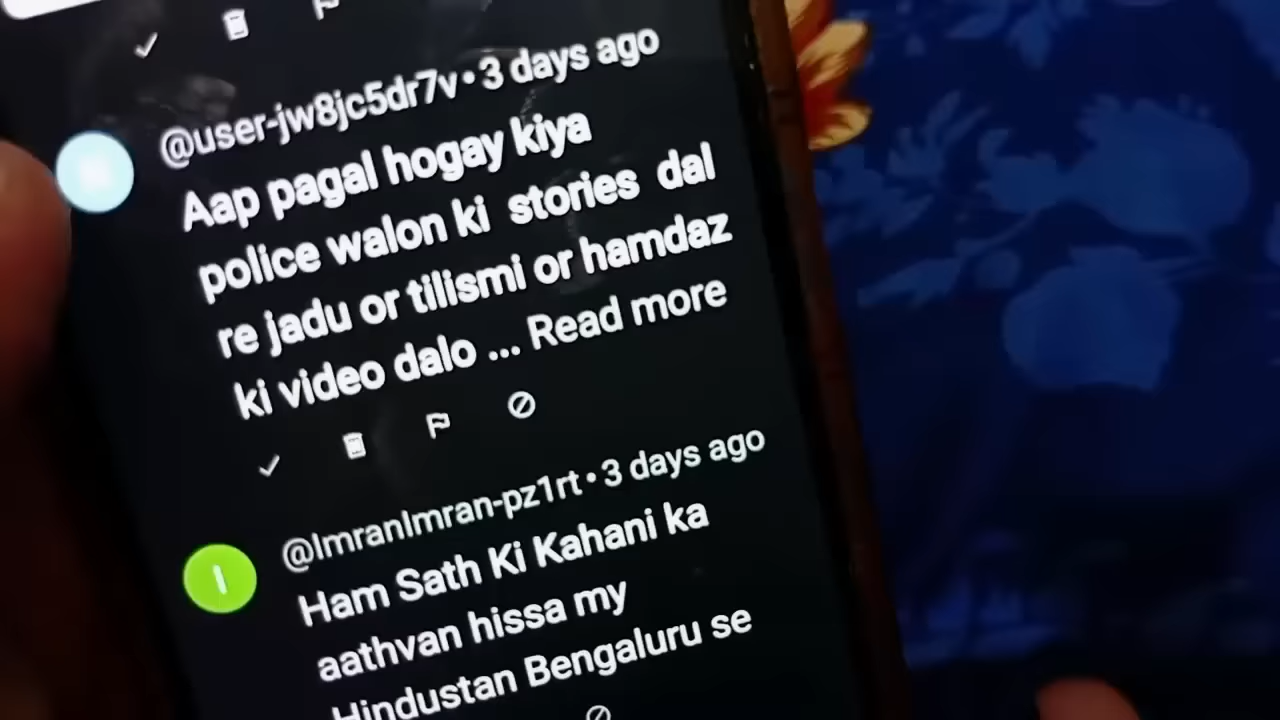 @user-jw8jc5dr7v • 3 days ago
Aap pagal hogay kiya
police walon ki stories dal
re jadu or tilismi or hamdaz
ki video dalo ... Read more
@ImranImran-pz1rt • 3 days ago
I
Ham Sath Ki Kahani ka
aathvan hissa my
Hindustan Bengaluru se